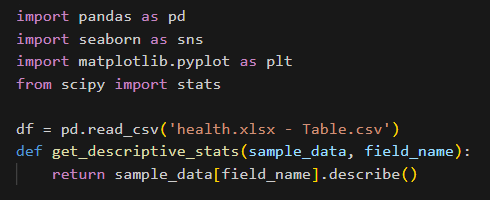 import pandas as pd
import seaborn as sns
import matplotlib.pyplot as plt
from scipy import stats

df = pd.read_csv('health.xlsx - Table.csv')
def get_descriptive_stats(sample_data, field_name):
    return sample_data[field_name].describe()